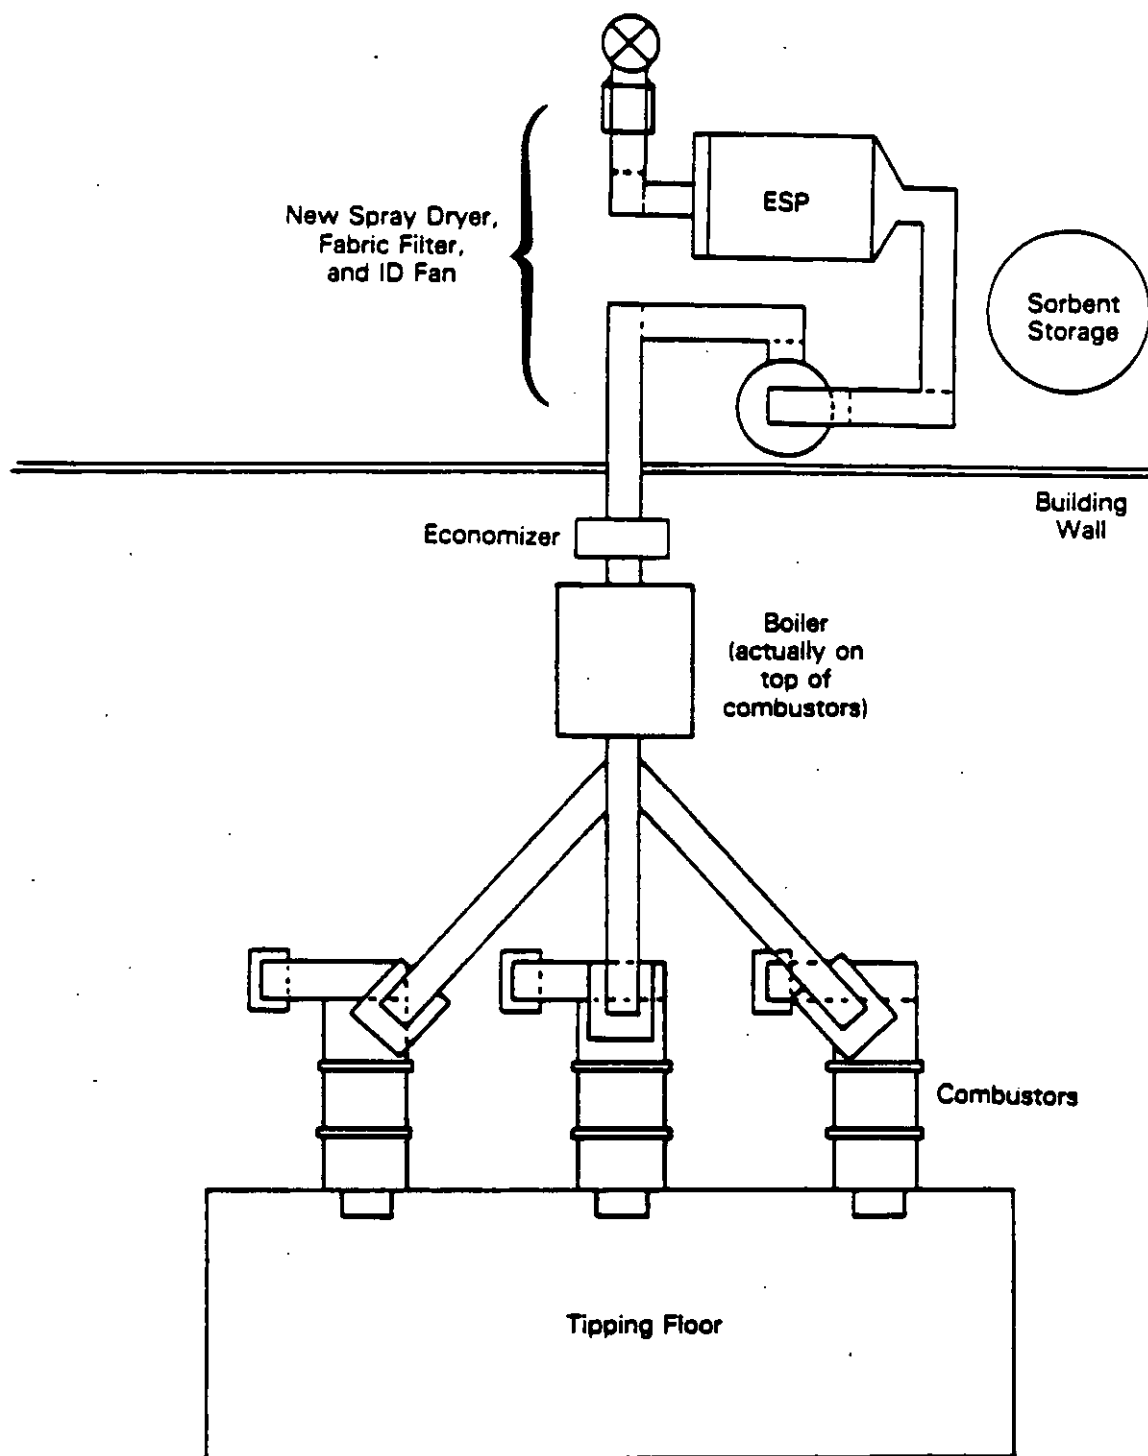 New Spray Dryer,
Fabric Filter,
and ID Fan
ESP
Sorbent
Storage
Building
Wall
Economizer
Boiler
(actually on
top of
combustors)
Combustors
Tipping Floor